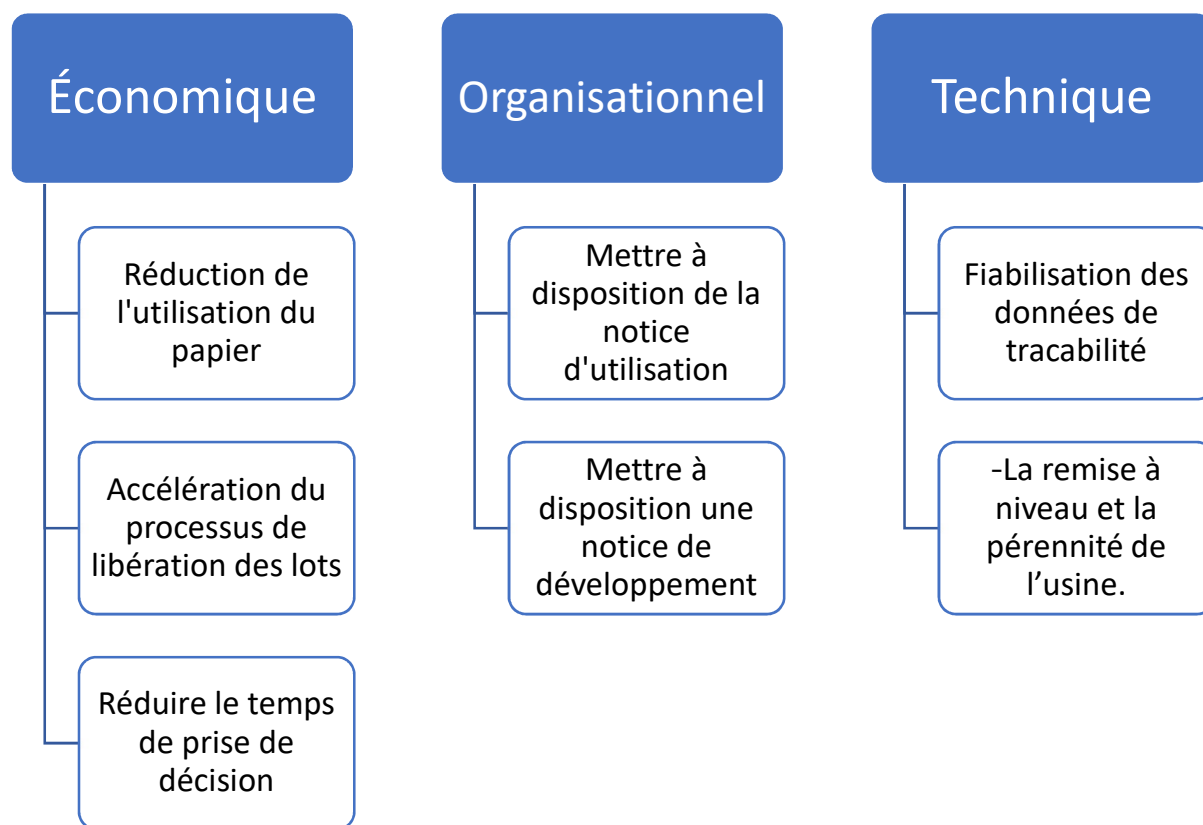 Économique
Réduction de
l'utilisation du
papier
Accélération du
processus de
libération des lots
Réduire le temps
de prise de
décision
Organisationnel
Mettre à
disposition de la
notice
d'utilisation
Mettre à
disposition une
notice de
développement
Technique
Fiabilisation des
données de
tracabilité
-La remise à
niveau et la
pérennité de
l’usine.